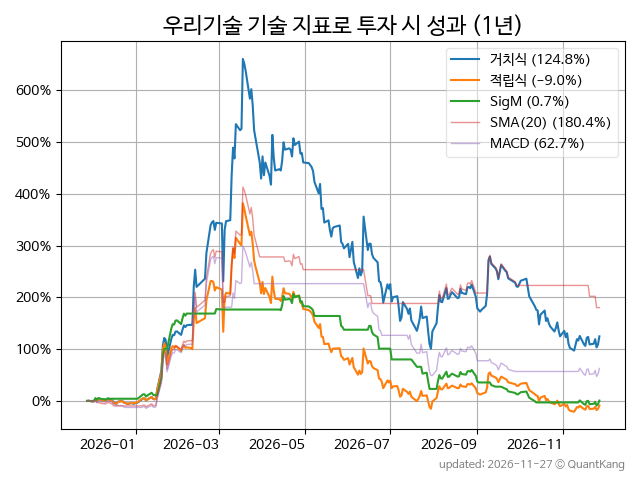 우리기술 기술 지표로 투자 시 성과 (1년)
거치식 (124.8%)
적립식 (−9.0%)
SigM (0.7%)
SMA(20) (180.4%)
MACD (62.7%)
600%
500%
400%
300%
200%
100%
0%
2026-01
2026-03
2026-05
2026-07
2026-09
2026-11
updated: 2026-11-27 © QuantKang